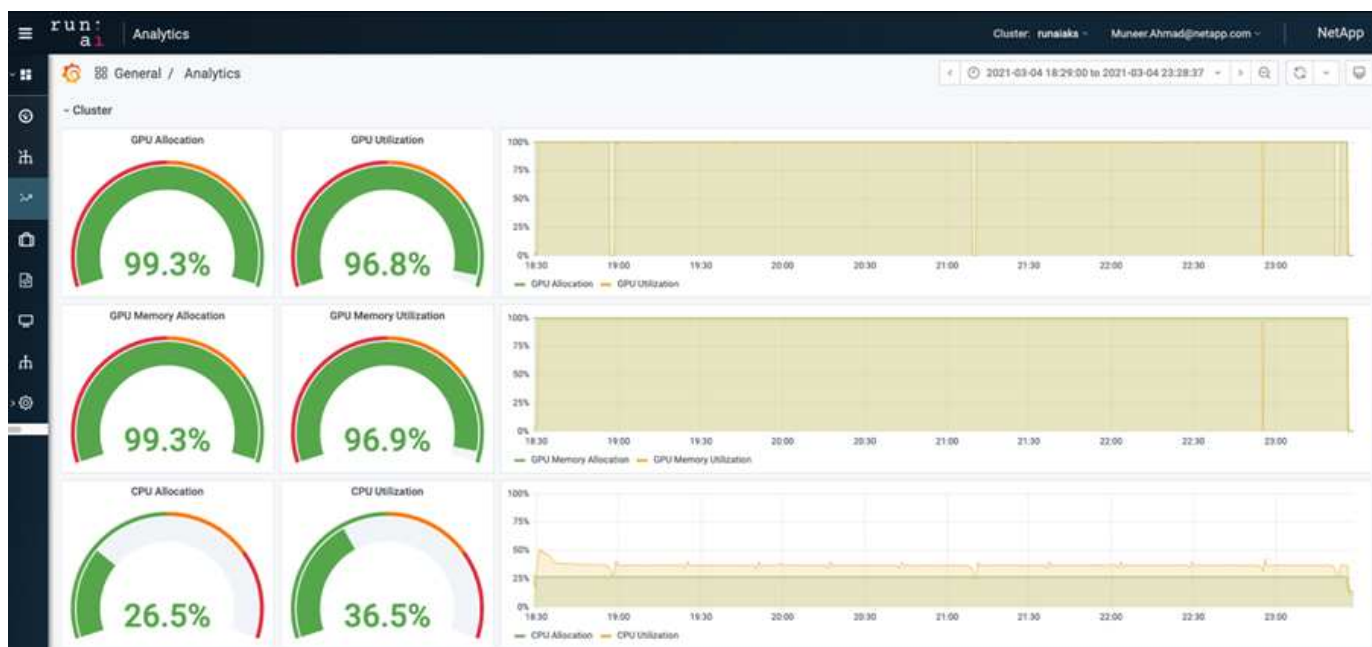 run:
ai
Analytics
Cluster: runaiaks
Muneer.Ahmad@netapp.com
NetApp
General / Analytics
2021-03-04 18:29:00 to 2021-03-04 23:28:37
Cluster
GPU Allocation
99.3%
GPU Utilization
96.8%
100%
75%
50%
25%
0%
18:30 19:00 19:30 20:00 20:30 21:00 21:30 22:00 22:30 23:00
GPU Allocation GPU Utilization
GPU Memory Allocation
99.3%
GPU Memory Utilization
96.9%
100%
75%
50%
25%
0%
18:30 19:00 19:30 20:00 20:30 21:00 21:30 22:00 22:30 23:00
GPU Memory Allocation GPU Memory Utilization
CPU Allocation
26.5%
CPU Utilization
36.5%
100%
75%
50%
25%
0%
18:30 19:00 19:30 20:00 20:30 21:00 21:30 22:00 22:30 23:00
CPU Allocation CPU Utilization